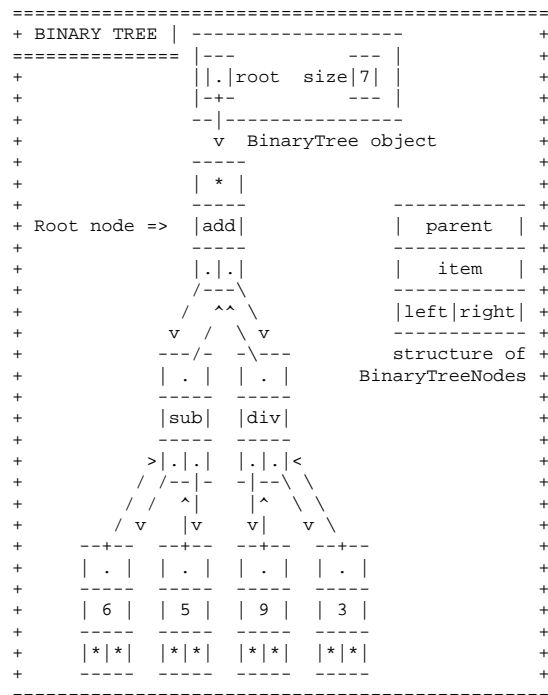 ================================================
+ BINARY TREE | ------------------- +
=============== |--- --- | +
+ ||.|root size|7| | +
+ |-+- --- | +
+ --|---------------- +
+ v BinaryTree object +
+ ----- +
+ | * | +
+ ----- ------------ +
+ Root node => |add| | parent | +
+ ----- ------------ +
+ |.|.| | item | +
+ /---\ ------------ +
+ / ^^ \ |left|right| +
+ v / \ v ------------ +
+ ---/- -\--- structure of +
+ | . | | . | BinaryTreeNodes +
+ ----- ----- +
+ |sub| |div| +
+ ----- ----- +
+ >|.|.| |.|.|< +
+ / /--|- -|--\ \ +
+ / / ^| |^ \ \ +
+ / v |v v| v \ +
+ --+-- --+-- --+-- --+-- +
+ | . | | . | | . | | . | +
+ ----- ----- ----- ----- +
+ | 6 | | 5 | | 9 | | 3 | +
+ ----- ----- ----- ----- +
+ |*|*| |*|*| |*|*| |*|*| +
+ ----- ----- ----- ----- +
------------------------------------------------